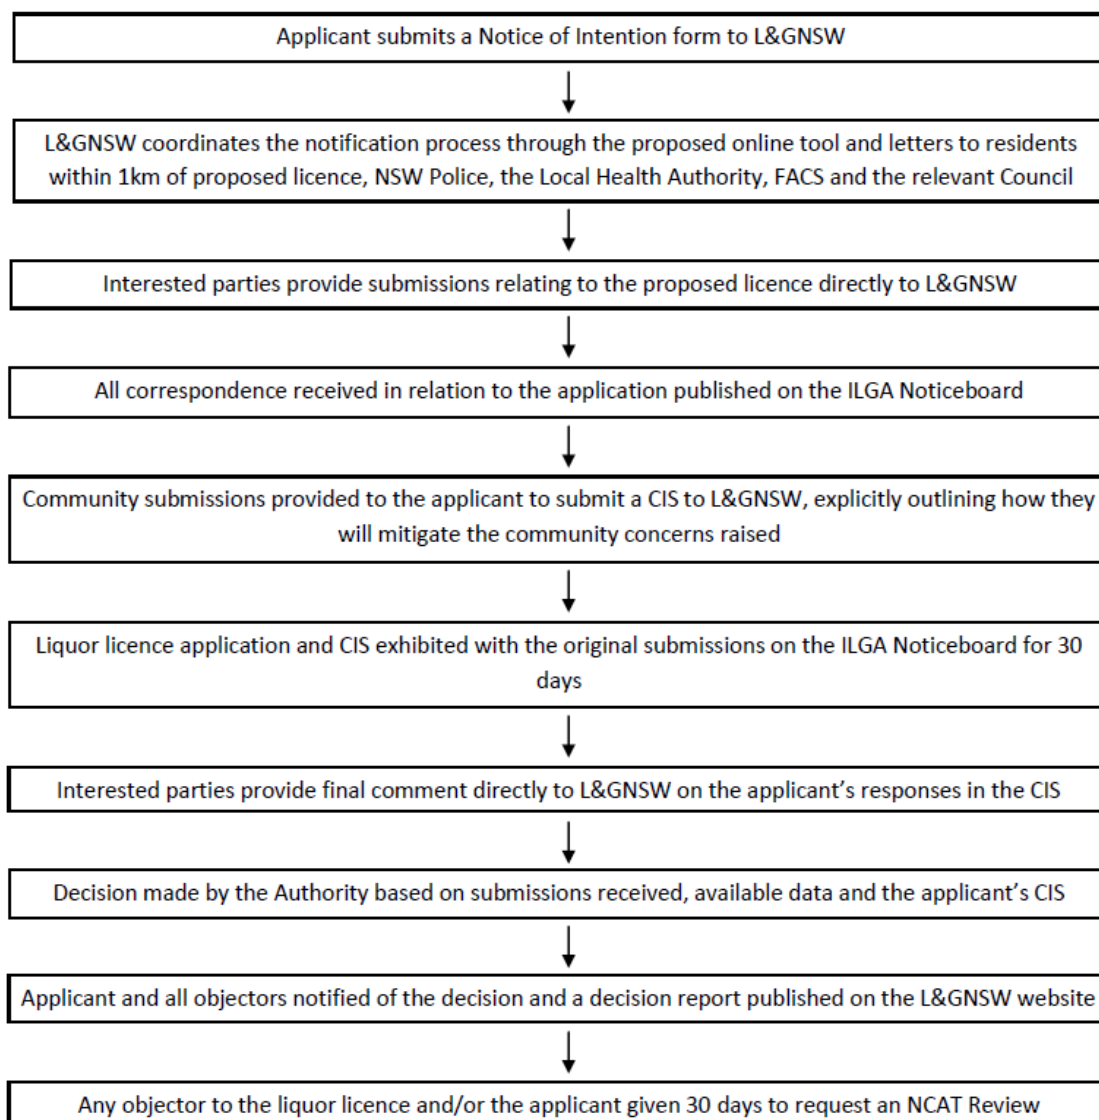 Applicant submits a Notice of Intention form to L&GNSW
L&GNSW coordinates the notification process through the proposed online tool and letters to residents
within 1km of proposed licence, NSW Police, the Local Health Authority, FACS and the relevant Council
Interested parties provide submissions relating to the proposed licence directly to L&GNSW
All correspondence received in relation to the application published on the ILGA Noticeboard
Community submissions provided to the applicant to submit a CIS to L&GNSW, explicitly outlining how they
will mitigate the community concerns raised
Liquor licence application and CIS exhibited with the original submissions on the ILGA Noticeboard for 30
days
Interested parties provide final comment directly to L&GNSW on the applicant's responses in the CIS
Decision made by the Authority based on submissions received, available data and the applicant's CIS
Applicant and all objectors notified of the decision and a decision report published on the L&GNSW website
Any objector to the liquor licence and/or the applicant given 30 days to request an NCAT Review